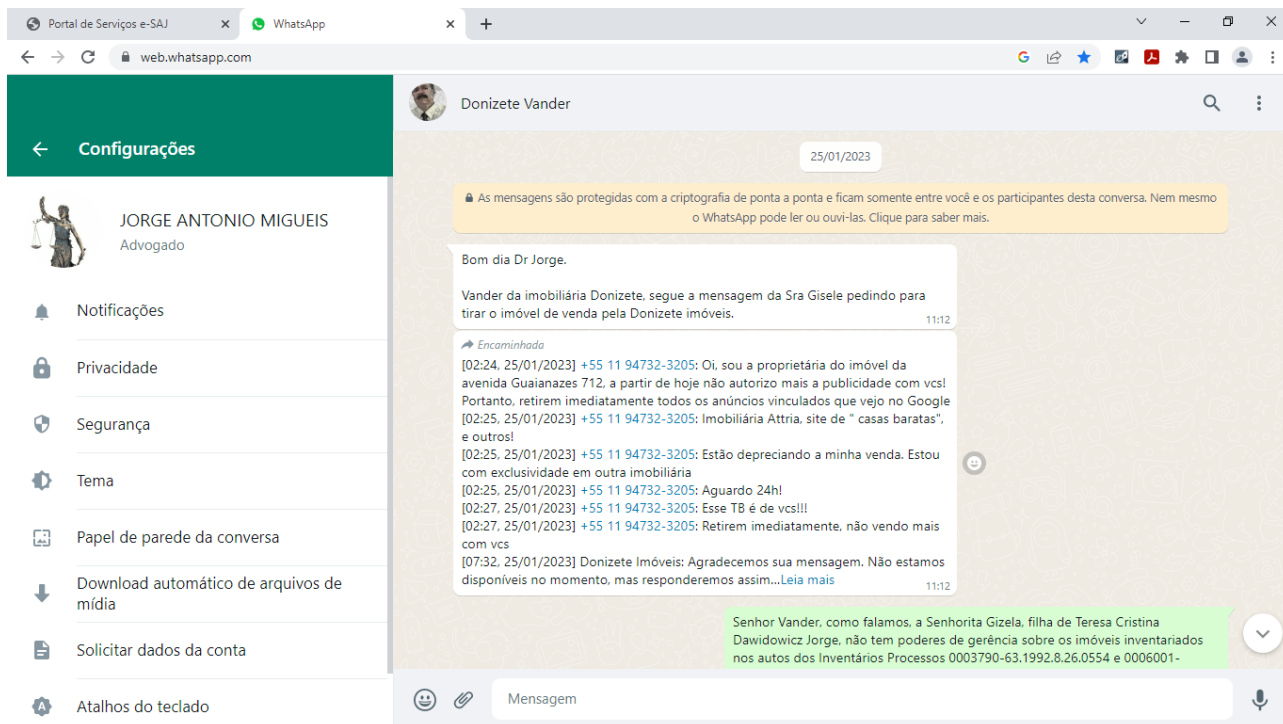 Portal de Serviços e-SAJ
WhatsApp
web.whatsapp.com
Configurações
JORGE ANTONIO MIGUEIS
Advogado
Notificações
Privacidade
Segurança
Tema
Papel de parede da conversa
Download automático de arquivos de
mídia
Solicitar dados da conta
Atalhos do teclado
Donizete Vander
25/01/2023
As mensagens são protegidas com a criptografia de ponta a ponta e ficam somente entre você e os participantes desta conversa. Nem mesmo
o WhatsApp pode ler ou ouvi-las. Clique para saber mais.
Bom dia Dr Jorge.
Vander da imobiliária Donizete, segue a mensagem da Sra Gisele pedindo para
tirar o imóvel de venda pela Donizete imóveis.
11:12
Encaminhada
[02:24, 25/01/2023] +55 11 94732-3205: Oi, sou a proprietária do imóvel da
avenida Guaianazes 712, a partir de hoje não autorizo mais a publicidade com vcs!
Portanto, retirem imediatamente todos os anúncios vinculados que vejo no Google
[02:25, 25/01/2023] +55 11 94732-3205: Imobiliária Attria, site de " casas baratas",
e outros!
[02:25, 25/01/2023] +55 11 94732-3205: Estão depreciando a minha venda. Estou
com exclusividade em outra imobiliária
[02:25, 25/01/2023] +55 11 94732-3205: Aguardo 24h!
[02:27, 25/01/2023] +55 11 94732-3205: Esse TB é de vcs!!!
[02:27, 25/01/2023] +55 11 94732-3205: Retirem imediatamente, não vendo mais
com vcs
[07:32, 25/01/2023] Donizete Imóveis: Agradecemos sua mensagem. Não estamos
disponíveis no momento, mas responderemos assim...Leia mais
11:12
Senhor Vander, como falamos, a Senhorita Gizela, filha de Teresa Cristina
Dawidowicz Jorge, não tem poderes de gerência sobre os imóveis inventariados
nos autos dos Inventários Processos 0003790-63.1992.8.26.0554 e 0006001-
Mensagem